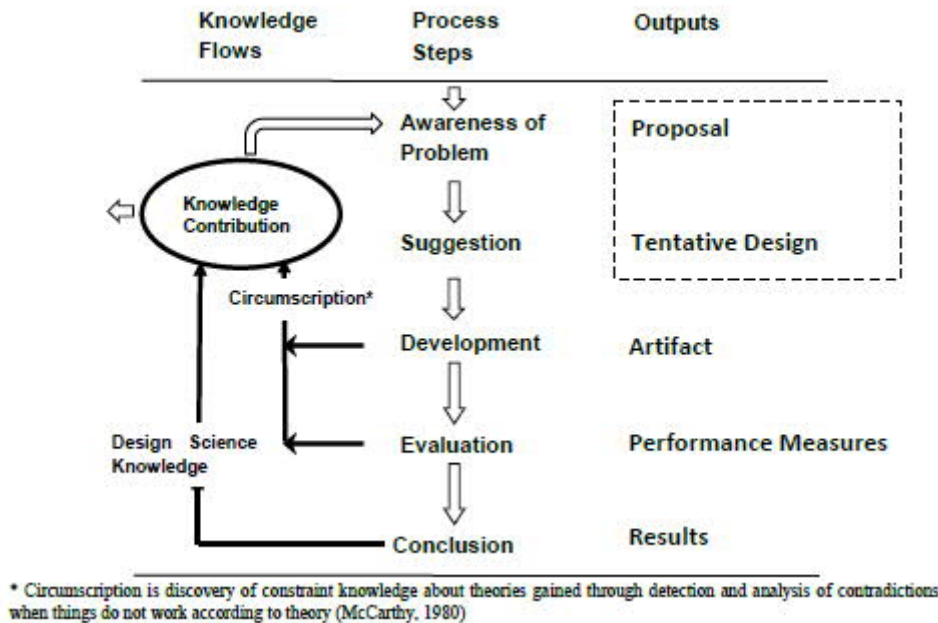 Knowledge Flows
Process Steps
Outputs
Awareness of Problem
Proposal
Knowledge Contribution
Suggestion
Tentative Design
Circumscription*
Development
Artifact
Design Science Knowledge
Evaluation
Performance Measures
Conclusion
Results
* Circumscription is discovery of constraint knowledge about theories gained through detection and analysis of contradictions
when things do not work according to theory (McCarthy, 1980)